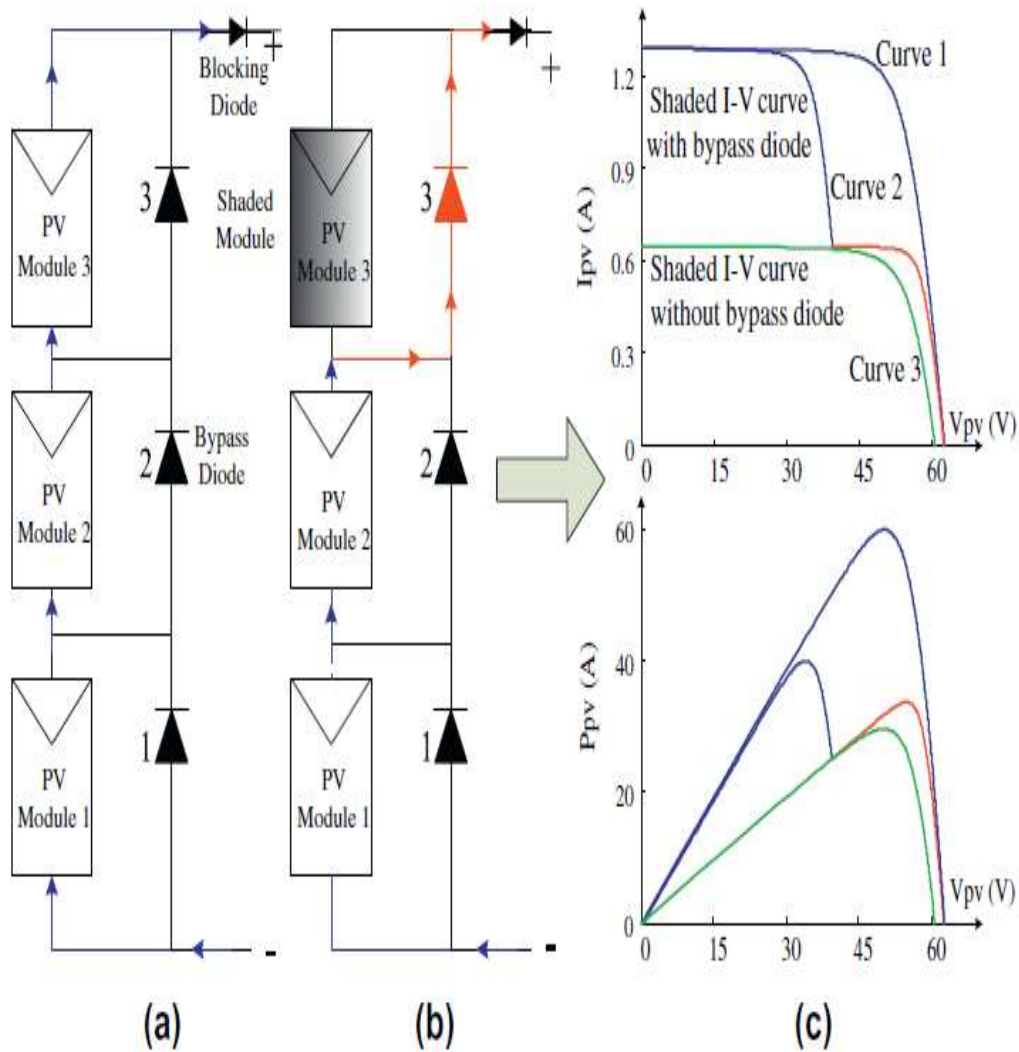 +
Blocking
Diode
3
PV
Module 3
2
Bypass
Diode
PV
Module 2
1
PV
Module 1
-
(a)
+
Shaded
Module
3
PV
Module 3
2
PV
Module 2
1
PV
Module 1
-
(b)
Ipv (A)
1.2
0.9
0.6
0.3
0
Curve 1
Shaded I-V curve
with bypass diode
Curve 2
Shaded I-V curve
without bypass diode
Curve 3
Vpv (V)
0 15 30 45 60
Ppv (A)
60
40
20
0
Vpv (V)
0 15 30 45 60
(c)